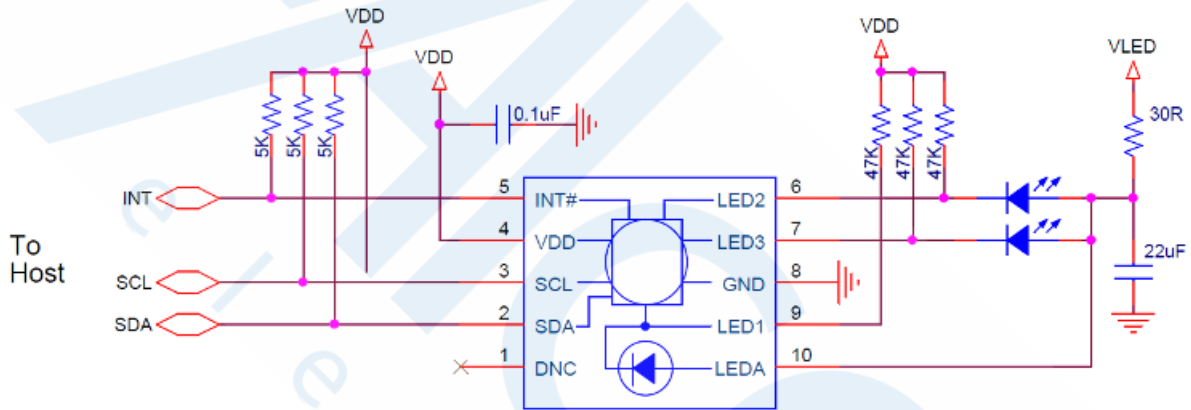 VDD
VDD
VDD
VLED
0.1uF
30R
5K
5K
5K
47K
47K
47K
INT
5
INT#
LED2
6
To
Host
4
VDD
LED3
7
22uF
SCL
3
SCL
GND
8
SDA
2
SDA
LED1
9
1
DNC
LEDA
10
e
e